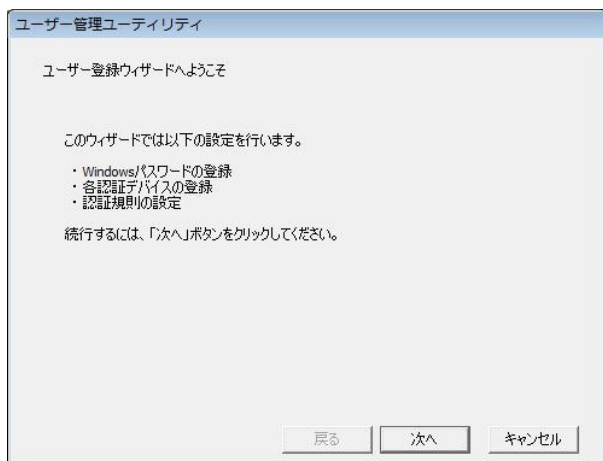 ユーザー管理ユーティリティ
ユーザー登録ウィザードへようこそ
このウィザードでは以下の設定を行います。
・Windowsパスワードの登録
・各認証デバイスの登録
・認証規則の設定
続行するには、「次へ」ボタンをクリックしてください。
戻る 次へ キャンセル